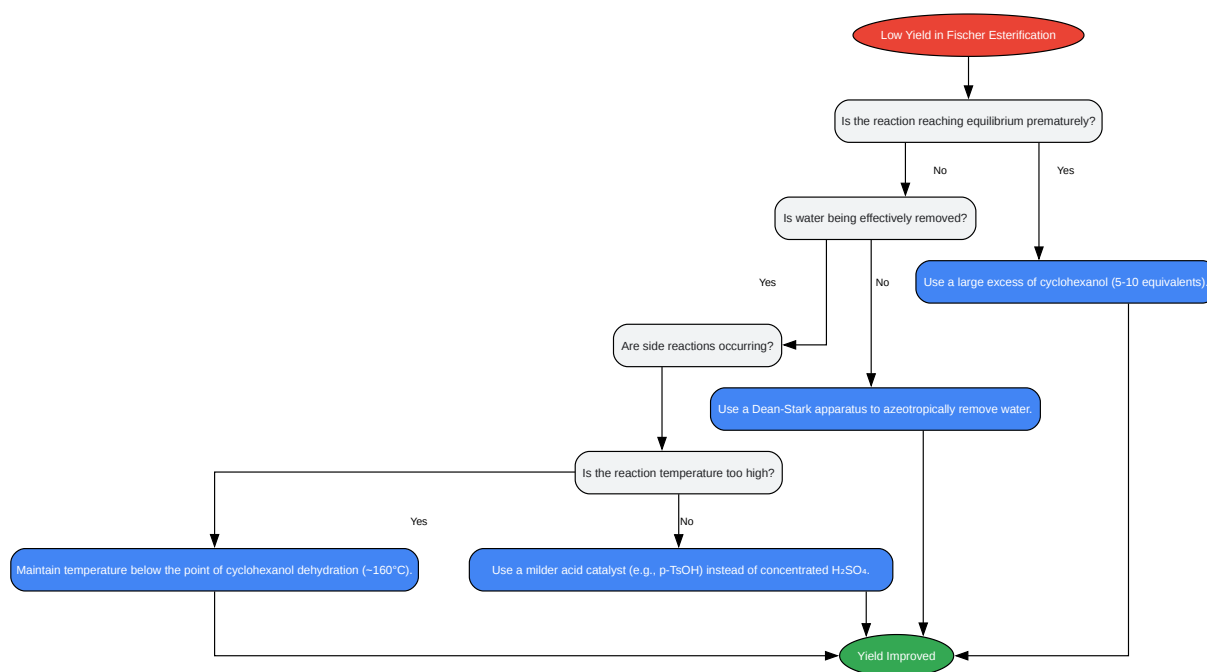 Low Yield in Fischer Esterification
Is the reaction reaching equilibrium prematurely?
No
Yes
Is water being effectively removed?
Yes
No
Use a large excess of cyclohexanol (5-10 equivalents).
Are side reactions occurring?
Use a Dean-Stark apparatus to azeotropically remove water.
Is the reaction temperature too high?
Yes
No
Maintain temperature below the point of cyclohexanol dehydration (~160°C).
Use a milder acid catalyst (e.g., p-TsOH) instead of concentrated H₂SO₄.
Yield Improved